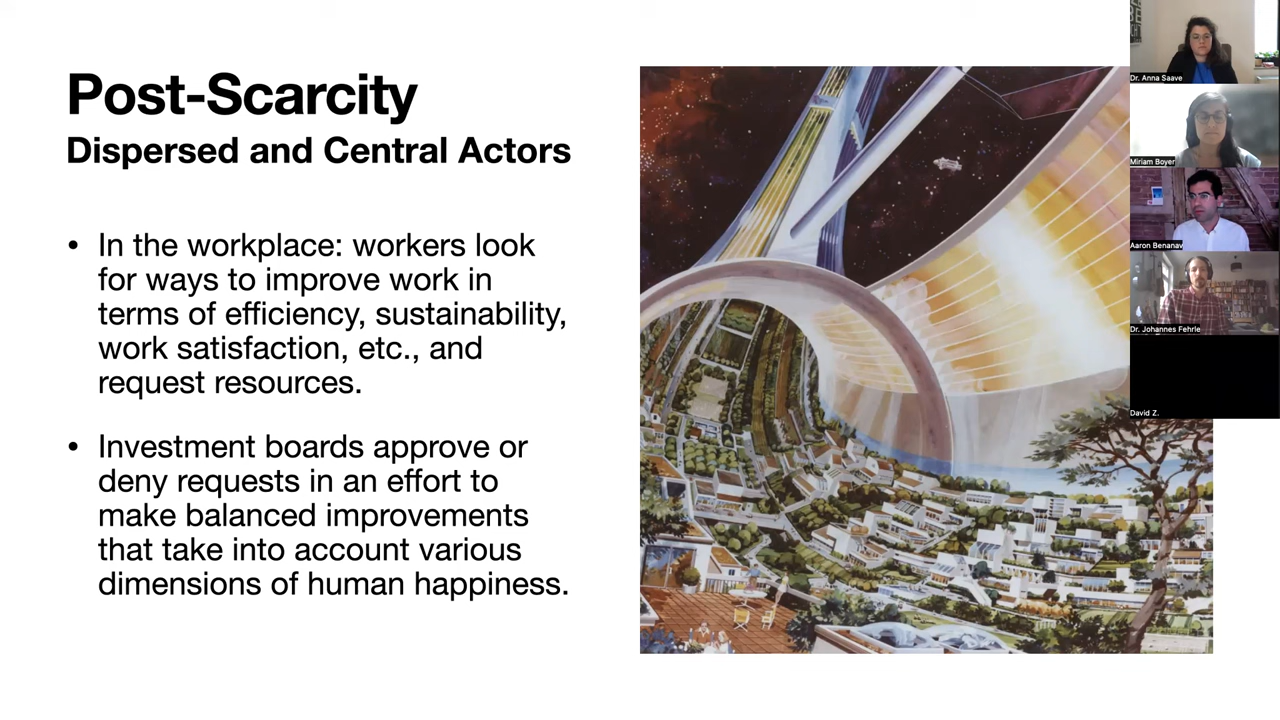 Post-Scarcity
Dispersed and Central Actors
• In the workplace: workers look
for ways to improve work in
terms of efficiency, sustainability,
work satisfaction, etc., and
request resources.
• Investment boards approve or
deny requests in an effort to
make balanced improvements
that take into account various
dimensions of human happiness.
Dr. Anna Saave
Miriam Boyer
Aaron Benanav
Dr. Johannes Fehrle
David Z.